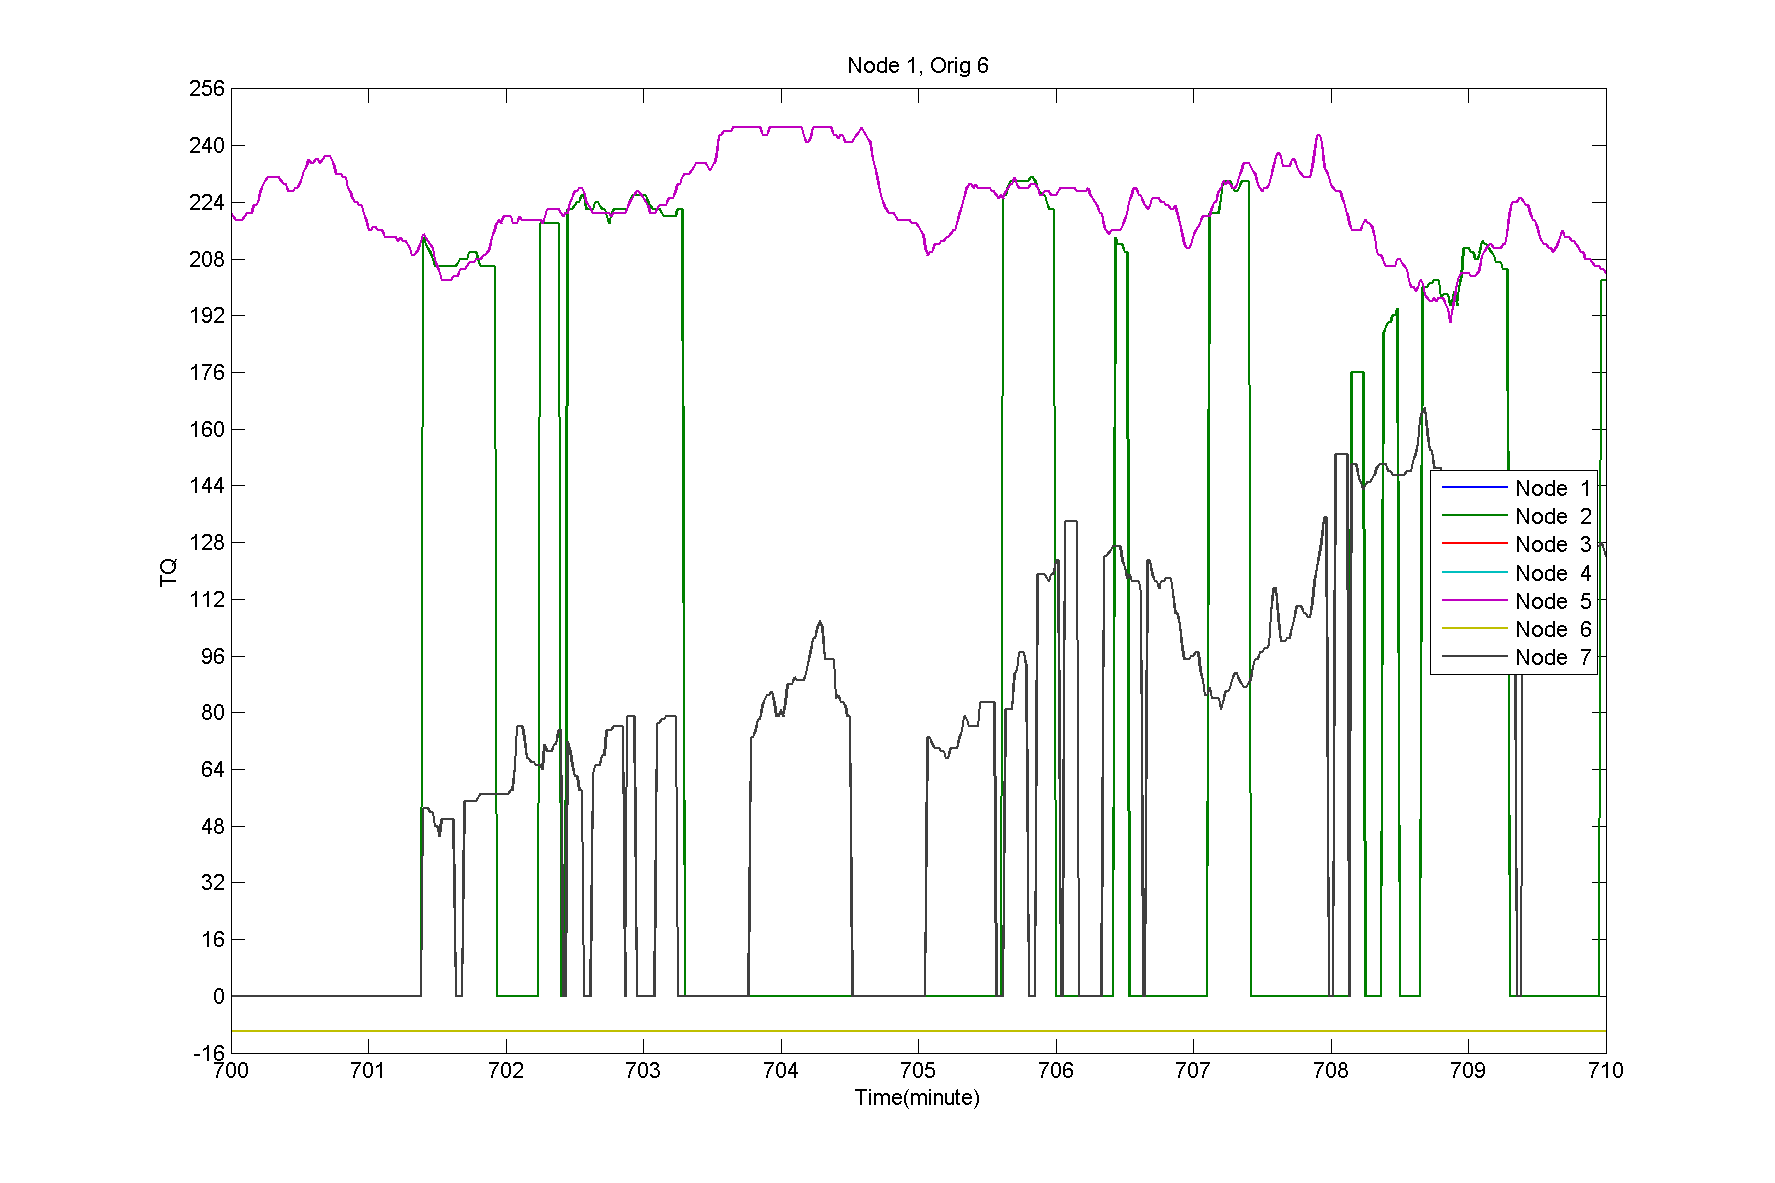 Node 1, Orig 6
256
240
224
208
192
176
160
144
128
112
96
80
64
48
32
16
0
-16
TQ
Node 1
Node 2
Node 3
Node 4
Node 5
Node 6
Node 7
700 701 702 703 704 705 706 707 708 709 710
Time(minute)